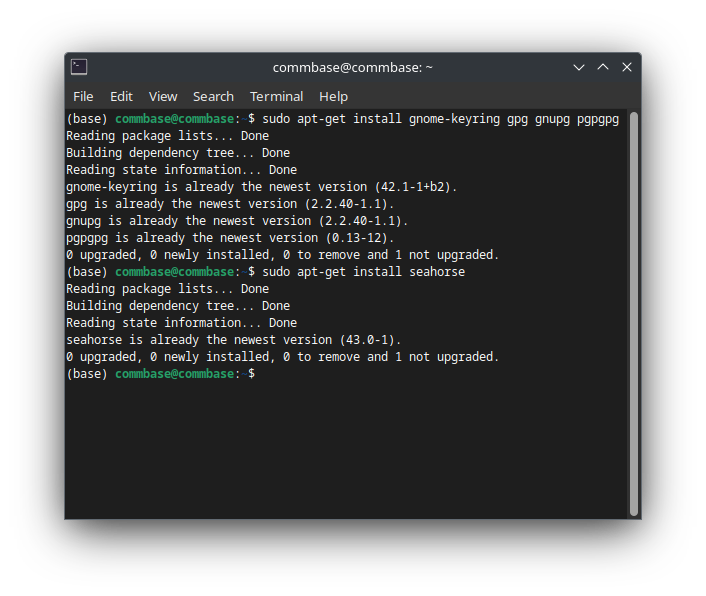 commbase@commbase: ~
File Edit View Search Terminal Help
(base) commbase@commbase:~$ sudo apt-get install gnome-keyring gpg gnupg pgpgpg
Reading package lists... Done
Building dependency tree... Done
Reading state information... Done
gnome-keyring is already the newest version (42.1-1+b2).
gpg is already the newest version (2.2.40-1.1).
gnupg is already the newest version (2.2.40-1.1).
pgpgpg is already the newest version (0.13-12).
0 upgraded, 0 newly installed, 0 to remove and 1 not upgraded.
(base) commbase@commbase:~$ sudo apt-get install seahorse
Reading package lists... Done
Building dependency tree... Done
Reading state information... Done
seahorse is already the newest version (43.0-1).
0 upgraded, 0 newly installed, 0 to remove and 1 not upgraded.
(base) commbase@commbase:~$